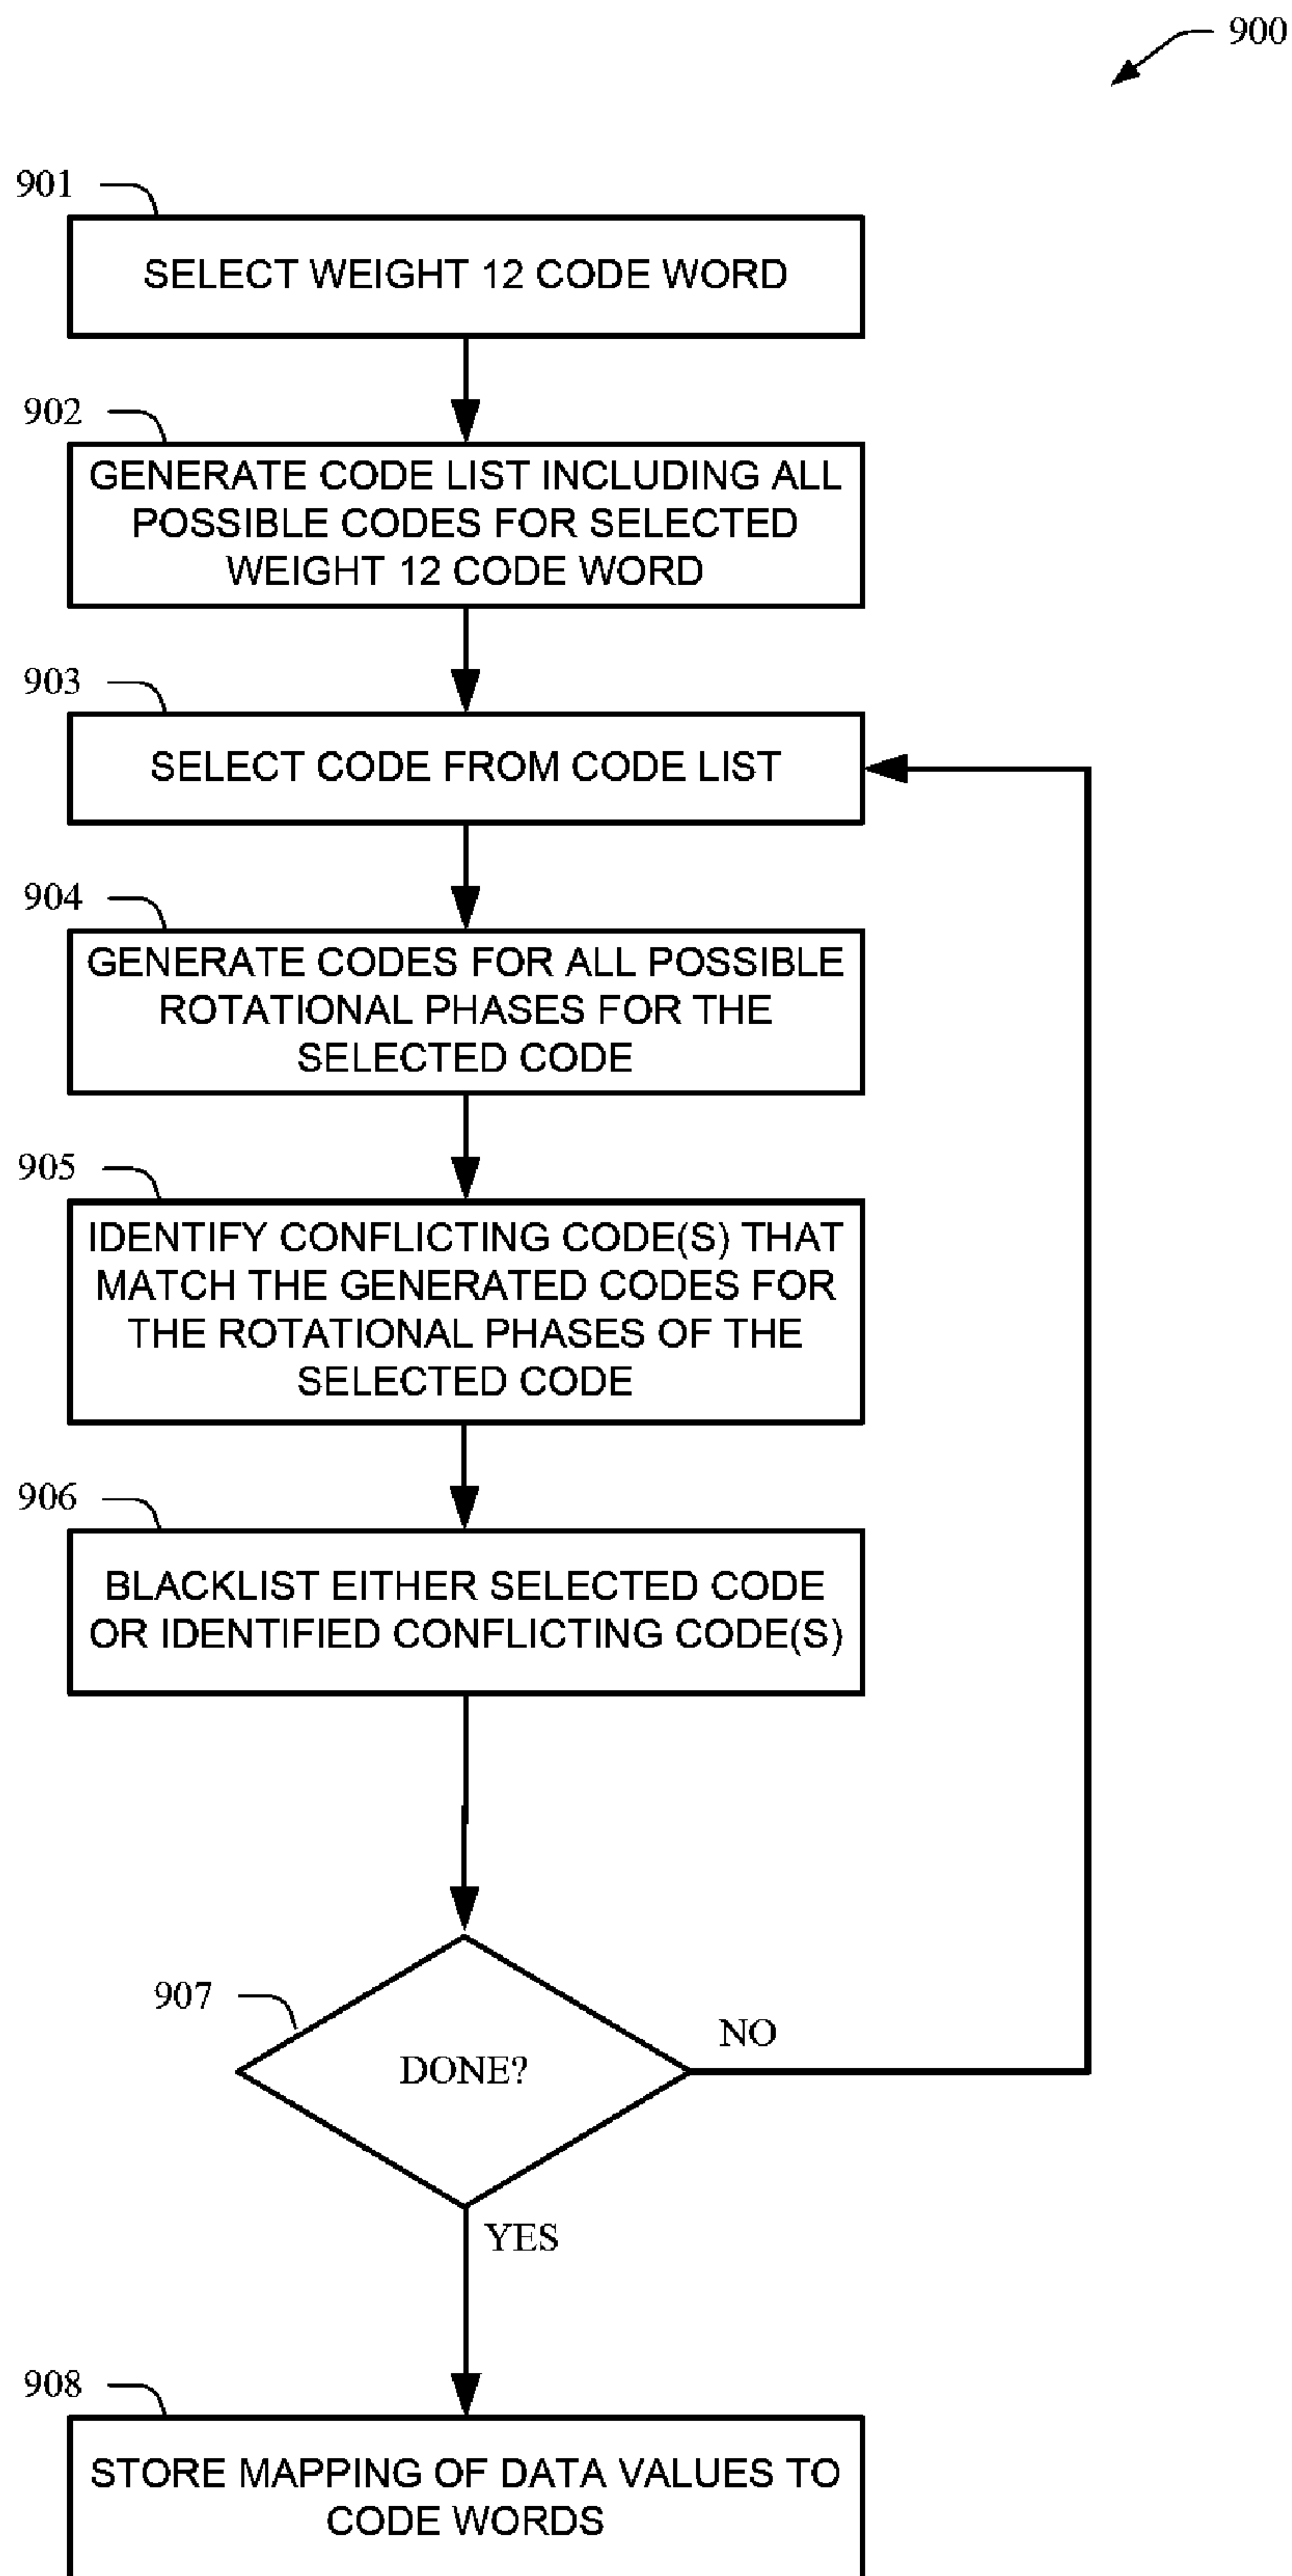 900
901
SELECT WEIGHT 12 CODE WORD
902
GENERATE CODE LIST INCLUDING ALL
POSSIBLE CODES FOR SELECTED
WEIGHT 12 CODE WORD
903
SELECT CODE FROM CODE LIST
904
GENERATE CODES FOR ALL POSSIBLE
ROTATIONAL PHASES FOR THE
SELECTED CODE
905
IDENTIFY CONFLICTING CODE(S) THAT
MATCH THE GENERATED CODES FOR
THE ROTATIONAL PHASES OF THE
SELECTED CODE
906
BLACKLIST EITHER SELECTED CODE
OR IDENTIFIED CONFLICTING CODE(S)
907
DONE?
NO
YES
908
STORE MAPPING OF DATA VALUES TO
CODE WORDS